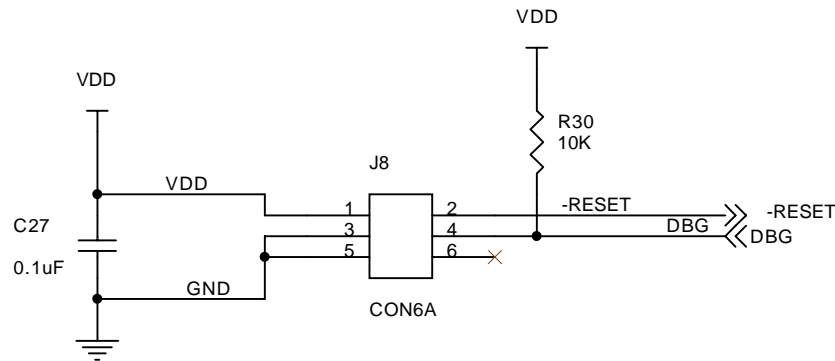 VDD
VDD
R30
10K
J8
VDD
1
2
-RESET
-RESET
C27
3
4
DBG
DBG
5
6
0.1uF
GND
CON6A